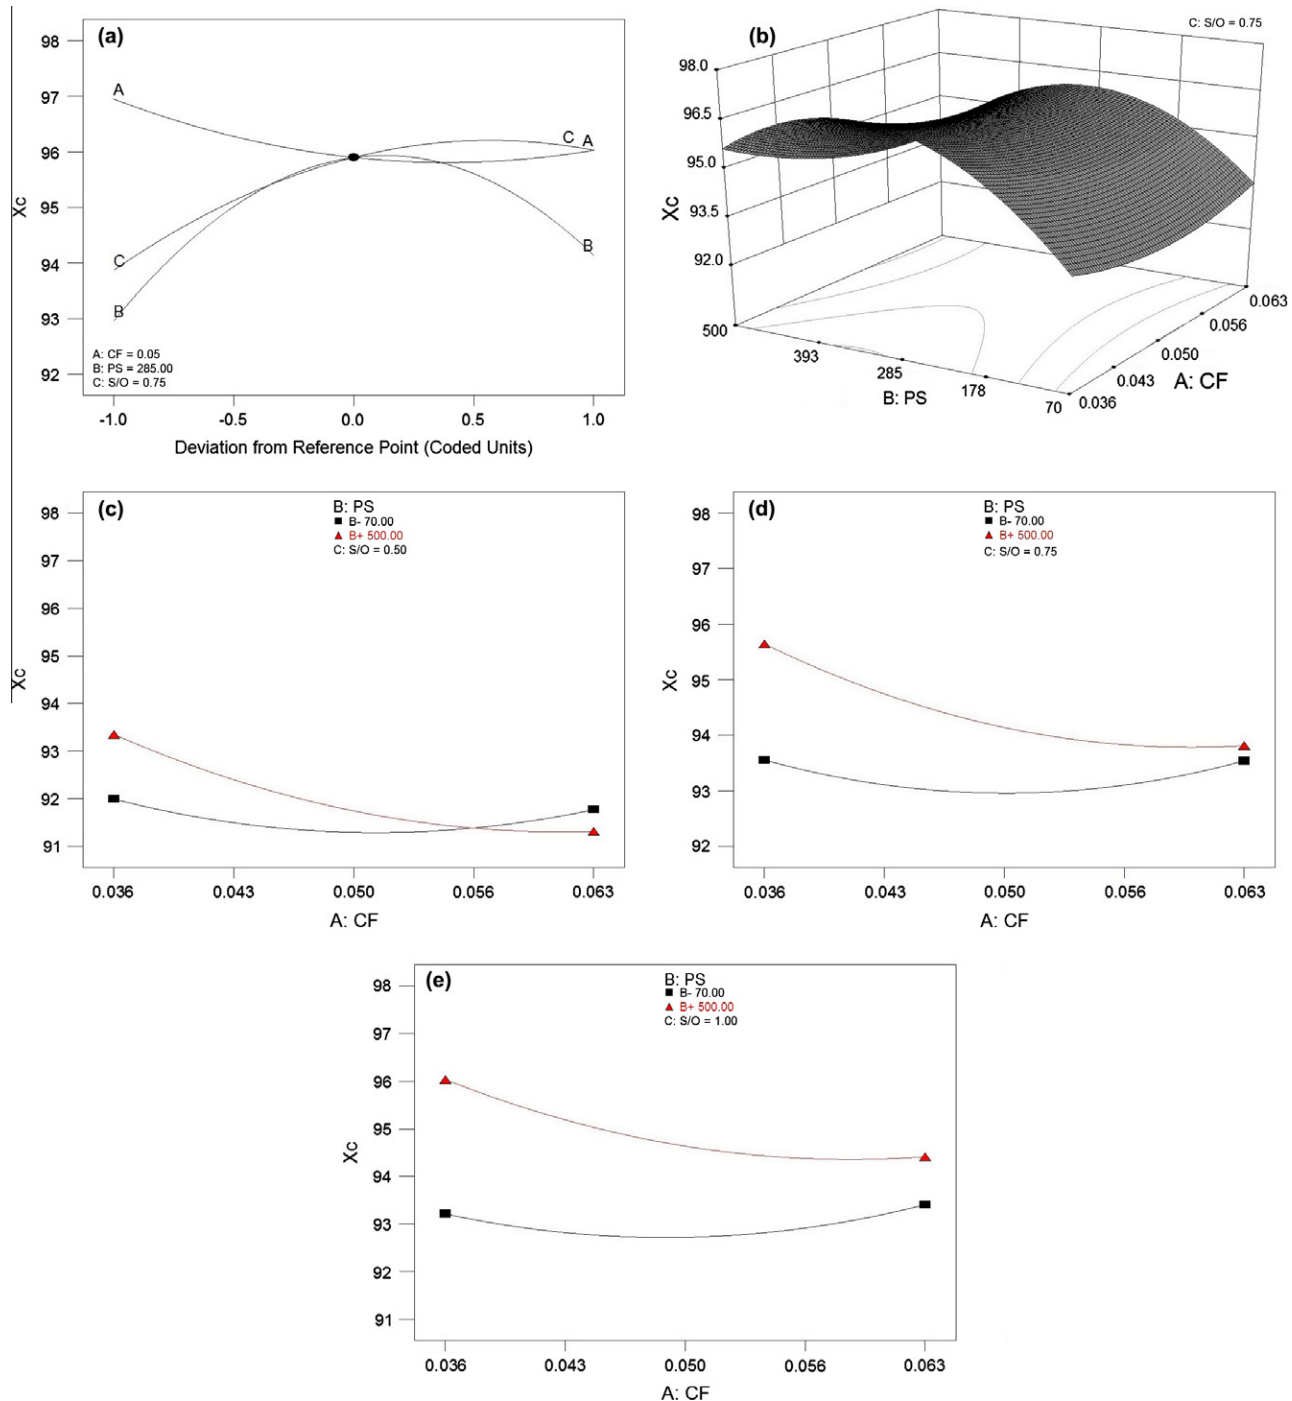 (a)
98
97
96
95
94
93
92
Xc
A
C
B
C
A
B
A: CF = 0.05
B: PS = 285.00
C: S/O = 0.75
-1.0 -0.5 0.0 0.5 1.0
Deviation from Reference Point (Coded Units)
(b)
C: S/O = 0.75
98.0
96.5
95.0
93.5
92.0
Xc
500 393 285 178 70
B: PS
0.036 0.043 0.050 0.056 0.063
A: CF
(c)
B: PS
B- 70.00
B+ 500.00
C: S/O = 0.50
98
97
96
95
94
93
92
91
Xc
0.036 0.043 0.050 0.056 0.063
A: CF
(d)
B: PS
B- 70.00
B+ 500.00
C: S/O = 0.75
98
97
96
95
94
93
92
Xc
0.036 0.043 0.050 0.056 0.063
A: CF
(e)
B: PS
B- 70.00
B+ 500.00
C: S/O = 1.00
98
97
96
95
94
93
92
91
Xc
0.036 0.043 0.050 0.056 0.063
A: CF